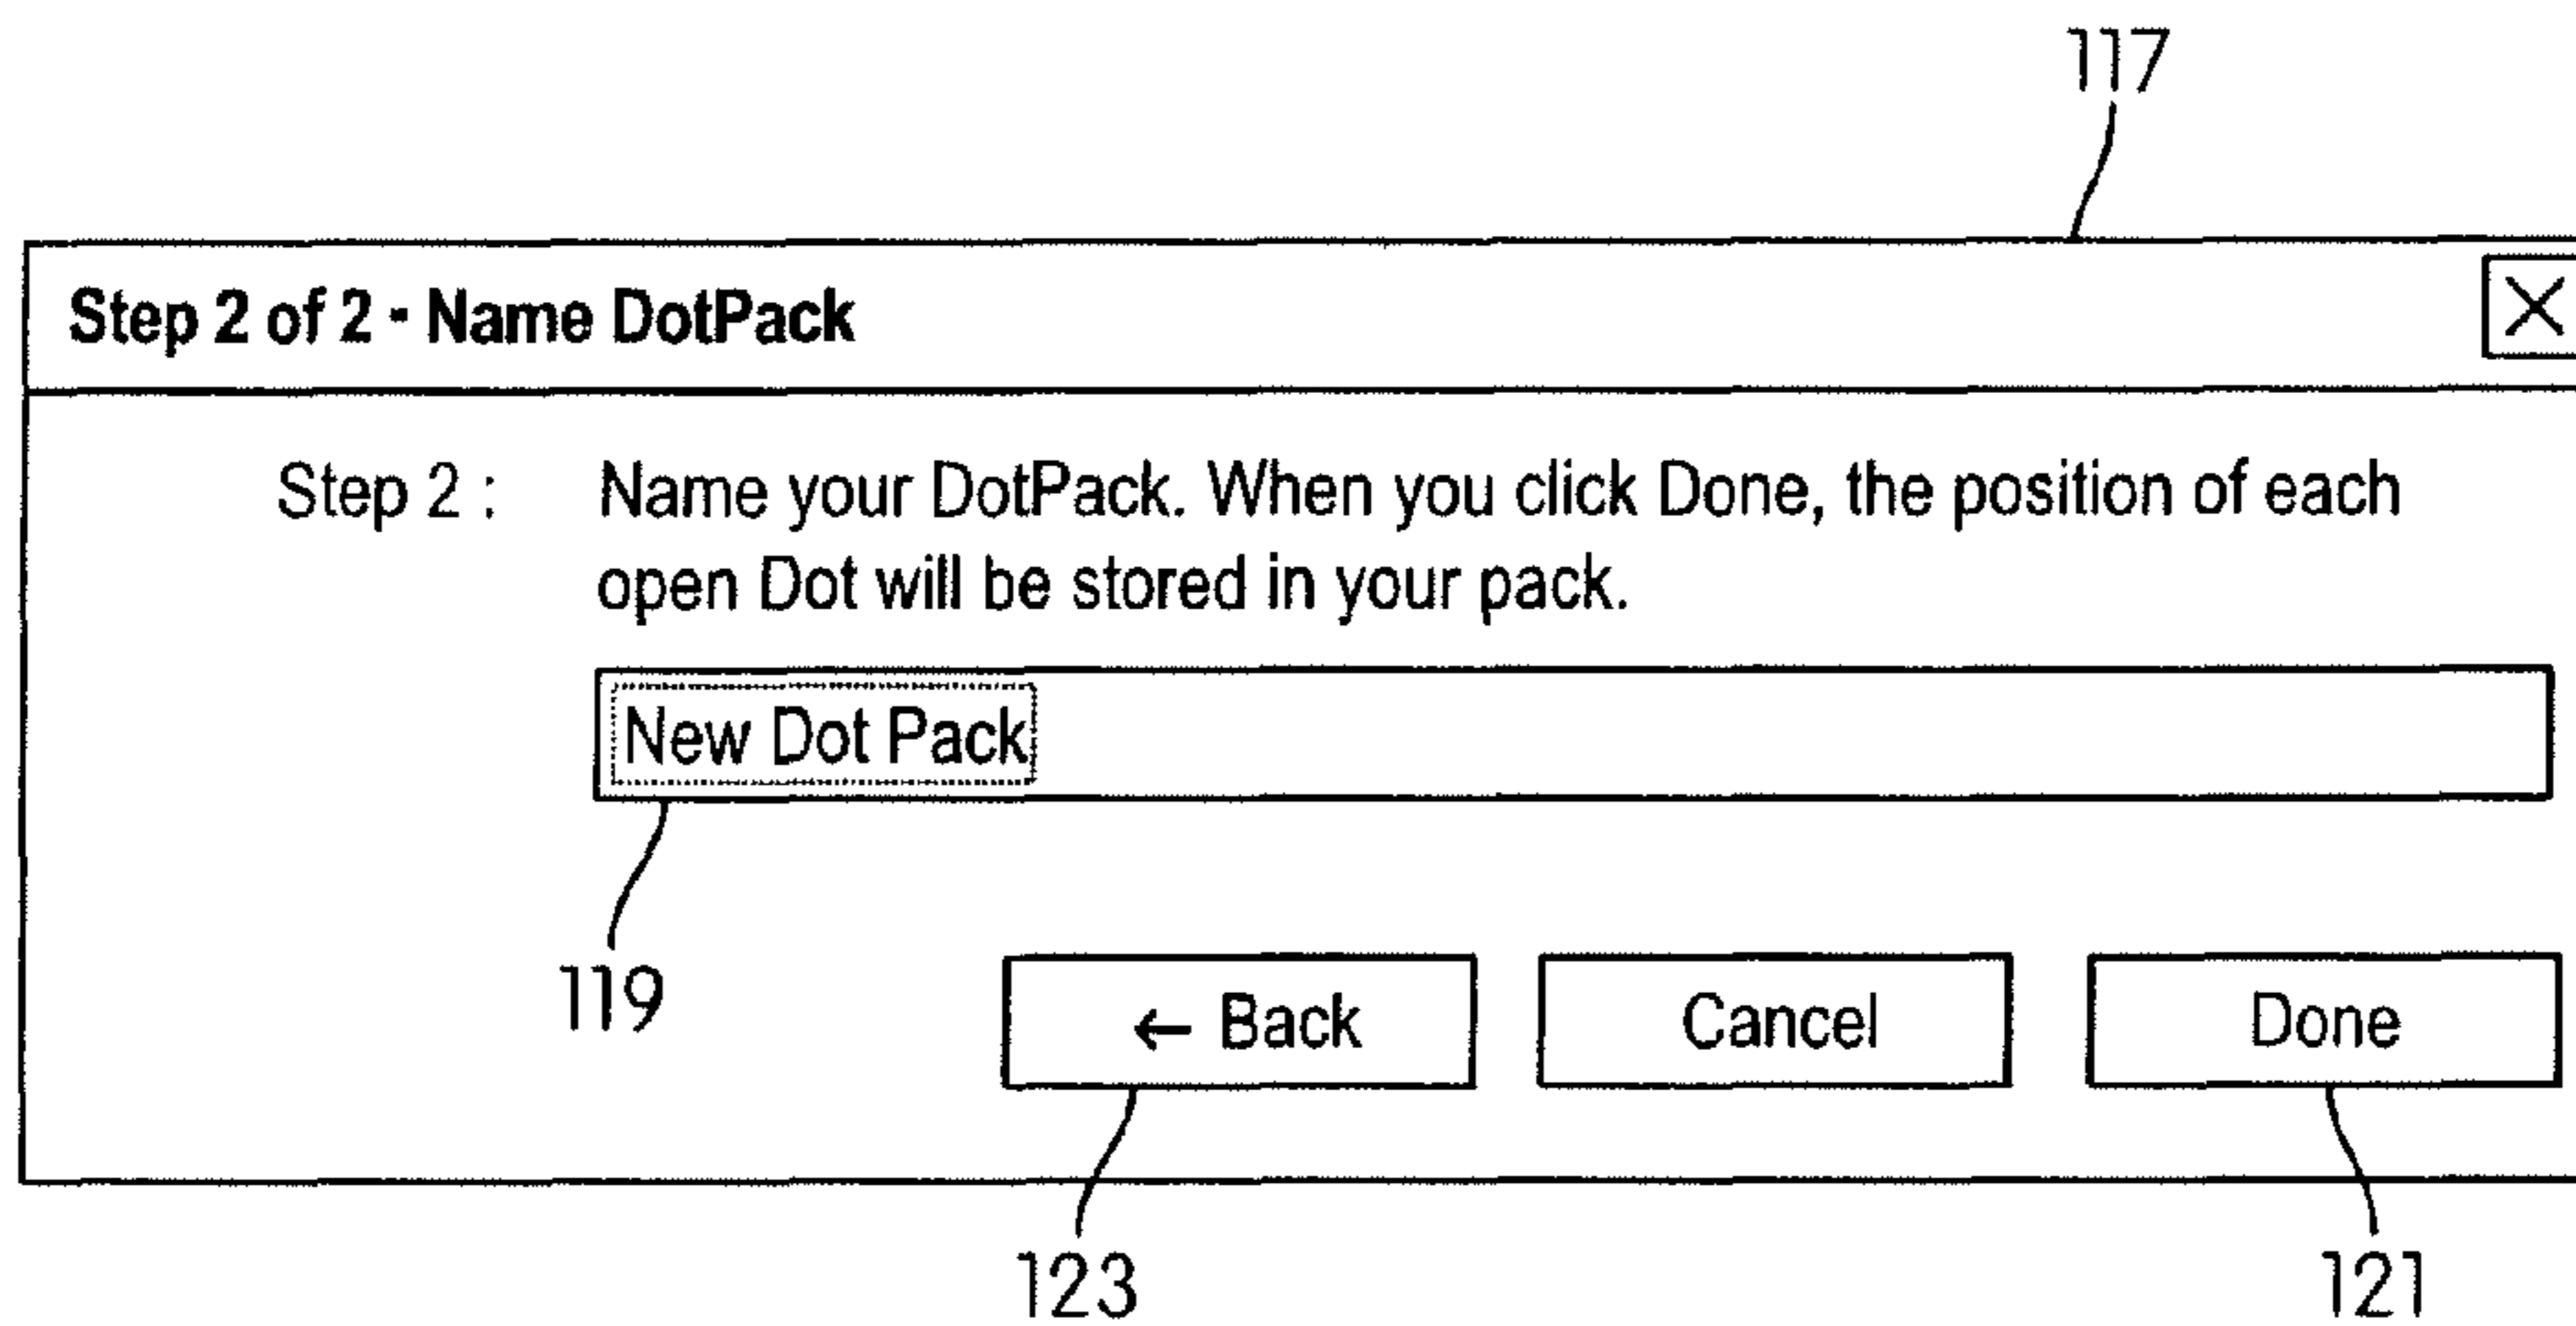 117
Step 2 of 2 - Name DotPack
Step 2 : Name your DotPack. When you click Done, the position of each
open Dot will be stored in your pack.
New Dot Pack
119
← Back Cancel Done
123 121